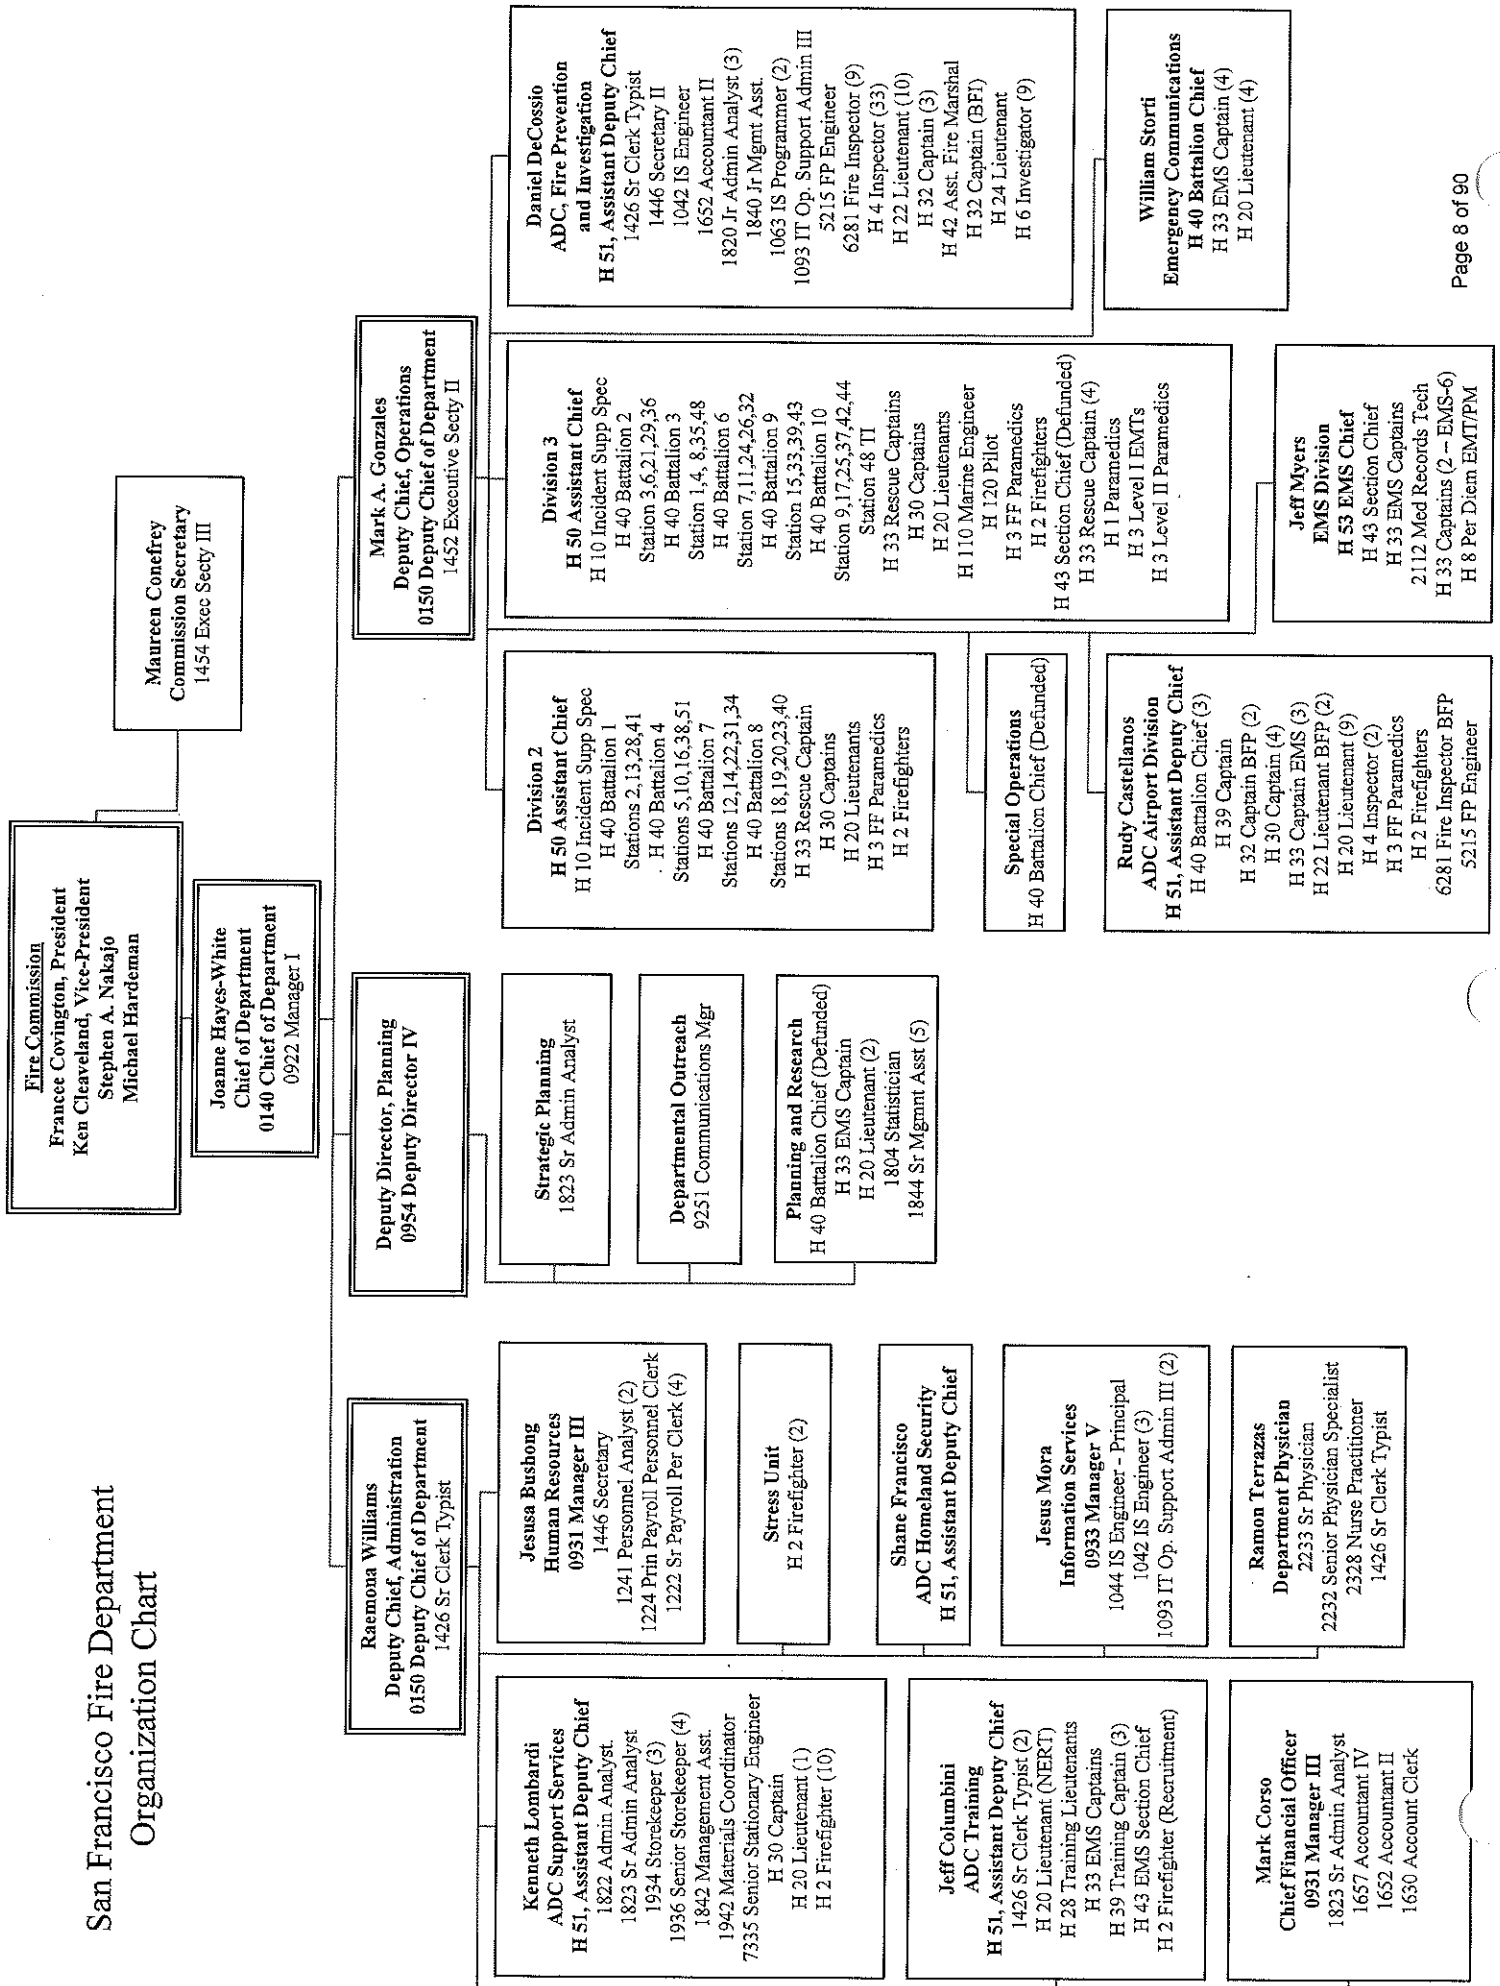 San Francisco Fire Department
Organization Chart
Fire Commission
Francee Covington, President
Ken Cleaveland, Vice-President
Stephen A. Nakajo
Michael Hardeman
Maureen Conefrey
Commission Secretary
1454 Exec Secty III
Joanne Hayes-White
Chief of Department
0140 Chief of Department
0922 Manager I
Raemona Williams
Deputy Chief, Administration
0150 Deputy Chief of Department
1426 Sr Clerk Typist
Deputy Director, Planning
0954 Deputy Director IV
Mark A. Gonzales
Deputy Chief, Operations
0150 Deputy Chief of Department
1452 Executive Secty II
Kenneth Lombardi
ADC Support Services
H 51, Assistant Deputy Chief
1822 Admin Analyst.
1823 Sr Admin Analyst
1934 Storekeeper (3)
1936 Senior Storekeeper (4)
1842 Management Asst.
1942 Materials Coordinator
7335 Senior Stationary Engineer
H 30 Captain
H 20 Lieutenant (1)
H 2 Firefighter (10)
Jeff Columbini
ADC Training
H 51, Assistant Deputy Chief
1426 Sr Clerk Typist (2)
H 20 Lieutenant (NERT)
H 28 Training Lieutenants
H 33 EMS Captains
H 39 Training Captain (3)
H 43 EMS Section Chief
H 2 Firefighter (Recruitment)
Mark Corso
Chief Financial Officer
0931 Manager III
1823 Sr Admin Analyst
1657 Accountant IV
1652 Accountant II
1630 Account Clerk
Jesusa Bushong
Human Resources
0931 Manager III
1446 Secretary
1241 Personnel Analyst (2)
1224 Prin Payroll Personnel Clerk
1222 Sr Payroll Per Clerk (4)
Stress Unit
H 2 Firefighter (2)
Shane Francisco
ADC Homeland Security
H 51, Assistant Deputy Chief
Jesus Mora
Information Services
0933 Manager V
1044 IS Engineer - Principal
1042 IS Engineer (3)
1093 IT Op. Support Admin III (2)
Ramon Terrazas
Department Physician
2233 Sr Physician
2232 Senior Physician Specialist
2328 Nurse Practitioner
1426 Sr Clerk Typist
Strategic Planning
1823 Sr Admin Analyst
Departmental Outreach
9251 Communications Mgr
Planning and Research
H 40 Battalion Chief (Defunded)
H 33 EMS Captain
H 20 Lieutenant (2)
1804 Statistician
1844 Sr Mgmnt Asst (5)
Division 2
H 50 Assistant Chief
H 10 Incident Supp Spec
H 40 Battalion 1
Stations 2,13,28,41
. H 40 Battalion 4
Stations 5,10,16,38,51
H 40 Battalion 7
Stations 12,14,22,31,34
H 40 Battalion 8
Stations 18,19,20,23,40
H 33 Rescue Captain
H 30 Captains
H 20 Lieutenants
H 3 FF Paramedics
H 2 Firefighters
Special Operations
H 40 Battalion Chief (Defunded)
Rudy Castellanos
ADC Airport Division
H 51, Assistant Deputy Chief
H 40 Battalion Chief (3)
H 39 Captain
H 32 Captain BFP (2)
H 30 Captain (4)
H 33 Captain EMS (3)
H 22 Lieutenant BFP (2)
H 20 Lieutenant (9)
H 4 Inspector (2)
H 3 FF Paramedics
H 2 Firefighters
6281 Fire Inspector BFP
5215 FP Engineer
Division 3
H 50 Assistant Chief
H 10 Incident Supp Spec
H 40 Battalion 2
Station 3,6,21,29,36
H 40 Battalion 3
Station 1,4, 8,35,48
H 40 Battalion 6
Station 7,11,24,26,32
H 40 Battalion 9
Station 15,33,39,43
H 40 Battalion 10
Station 9,17,25,37,42,44
Station 48 TI
H 33 Rescue Captains
H 30 Captains
H 20 Lieutenants
H 110 Marine Engineer
H 120 Pilot
H 3 FF Paramedics
H 2 Firefighters
H 43 Section Chief (Defunded)
H 33 Rescue Captain (4)
H 1 Paramedics
H 3 Level I EMTs
H 3 Level II Paramedics
Jeff Myers
EMS Division
H 53 EMS Chief
H 43 Section Chief
H 33 EMS Captains
2112 Med Records Tech
H 33 Captains (2 – EMS-6)
H 8 Per Diem EMT/PM
Daniel DeCossio
ADC, Fire Prevention
and Investigation
H 51, Assistant Deputy Chief
1426 Sr Clerk Typist
1446 Secretary II
1042 IS Engineer
1652 Accountant II
1820 Jr Admin Analyst (3)
1840 Jr Mgmt Asst.
1063 IS Programmer (2)
1093 IT Op. Support Admin III
5215 FP Engineer
6281 Fire Inspector (9)
H 4 Inspector (33)
H 22 Lieutenant (10)
H 32 Captain (3)
H 42 Asst. Fire Marshal
H 32 Captain (BFI)
H 24 Lieutenant
H 6 Investigator (9)
William Storti
Emergency Communications
H 40 Battalion Chief
H 33 EMS Captain (4)
H 20 Lieutenant (4)
Page 8 of 90